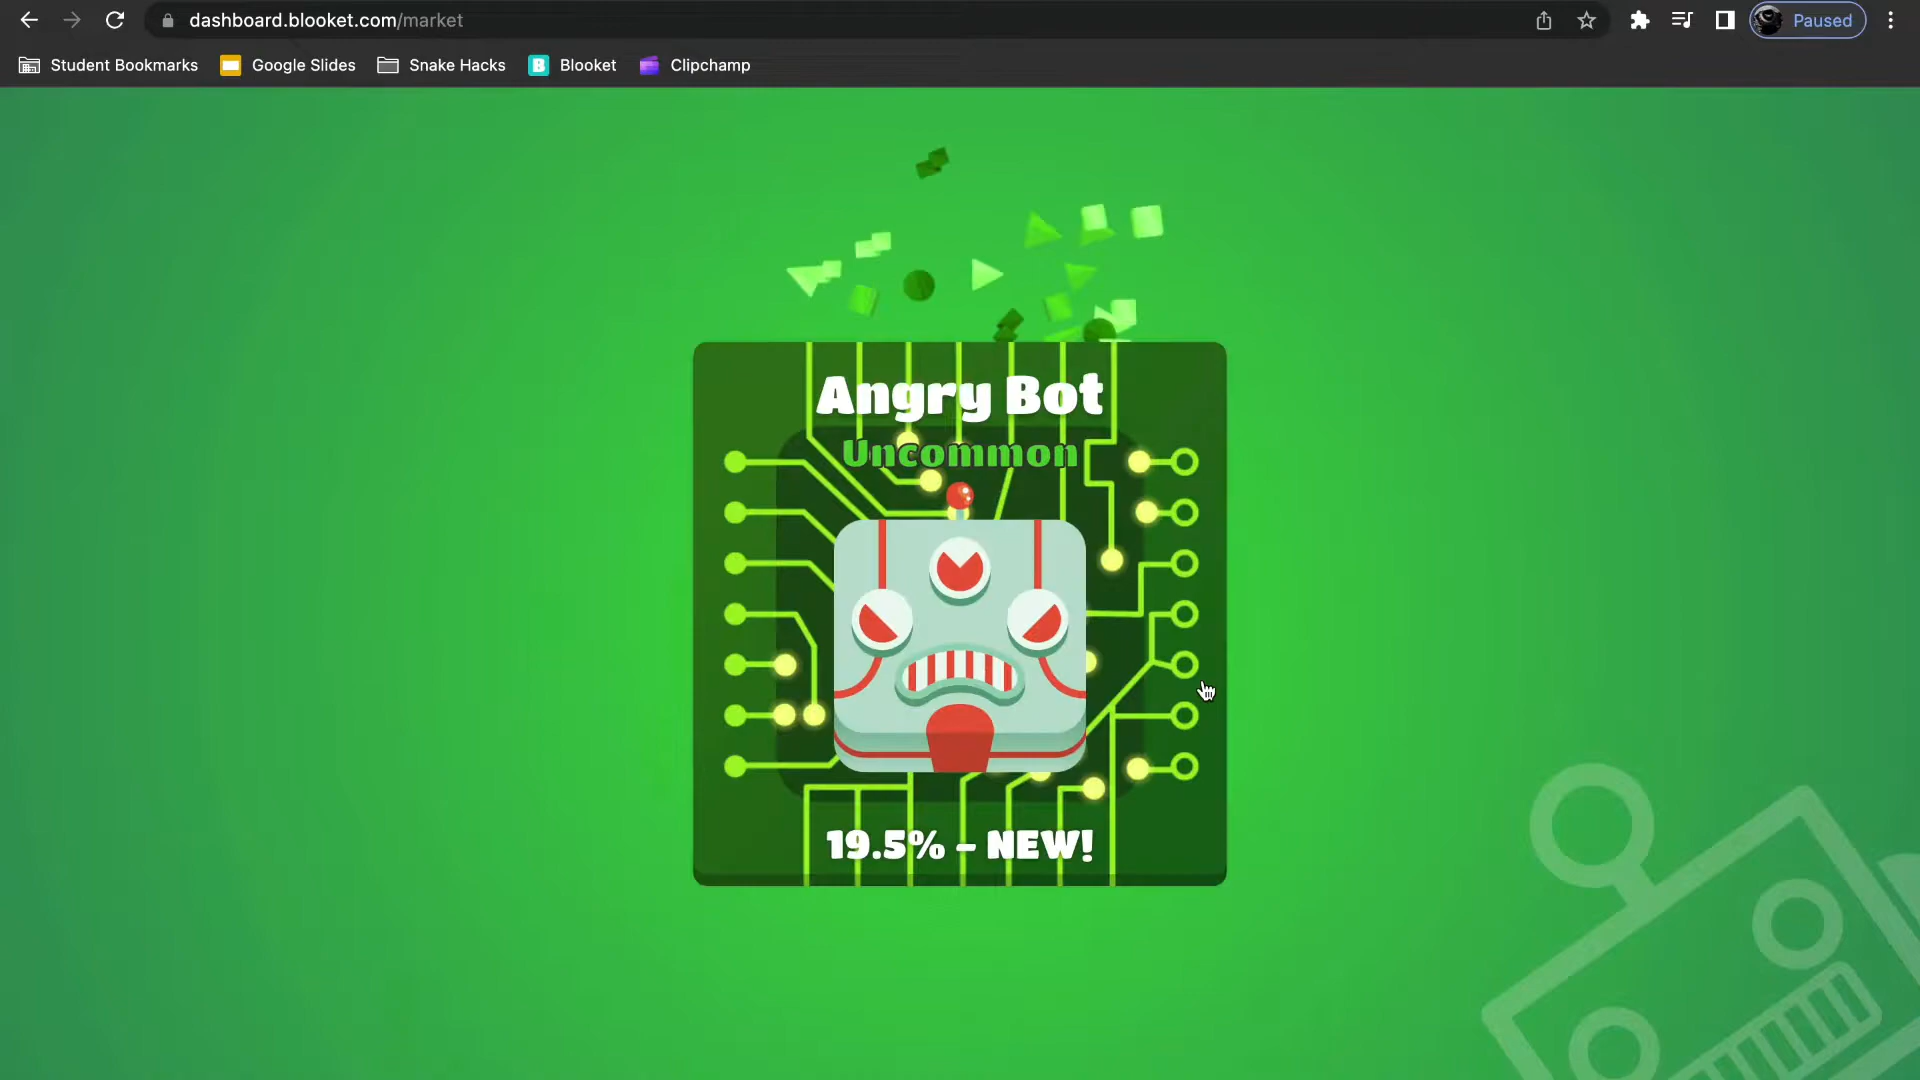 dashboard.blooket.com/market
Paused
Student Bookmarks
Google Slides
Snake Hacks
B Blooket
Clipchamp
Angry Bot
Uncommon
19.5% - NEW!